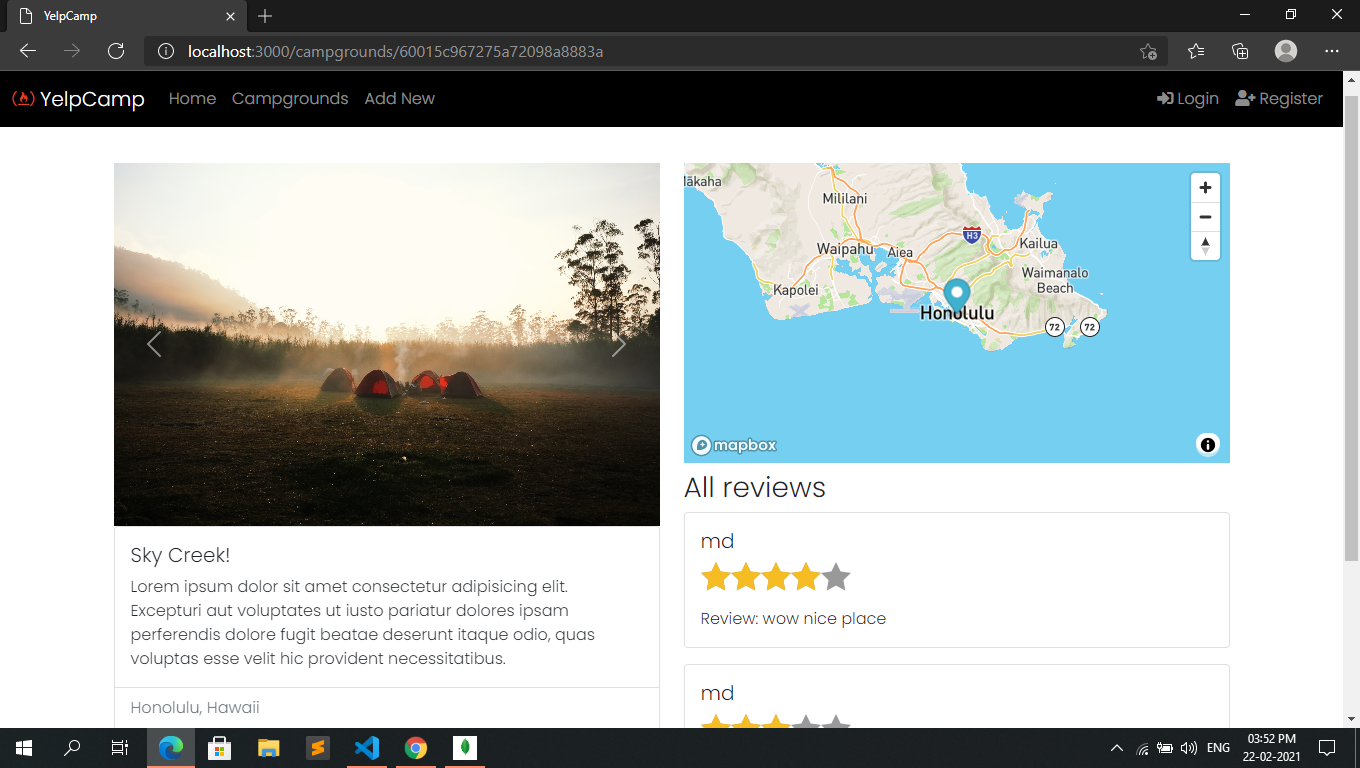 YelpCamp
localhost:3000/campgrounds/60015c967275a72098a8883a
YelpCamp
Home
Campgrounds
Add New
Login
Register
Mililani
Waipahu
Aiea
H3
Kailua
Waimanalo
Beach
Kapolei
Honolulu
72
72
mapbox
All reviews
md
Review: wow nice place
md
Sky Creek!
Lorem ipsum dolor sit amet consectetur adipisicing elit.
Excepturi aut voluptates ut iusto pariatur dolores ipsam
perferendis dolore fugit beatae deserunt itaque odio, quas
voluptas esse velit hic provident necessitatibus.
Honolulu, Hawaii
ENG
03:52 PM
22-02-2021